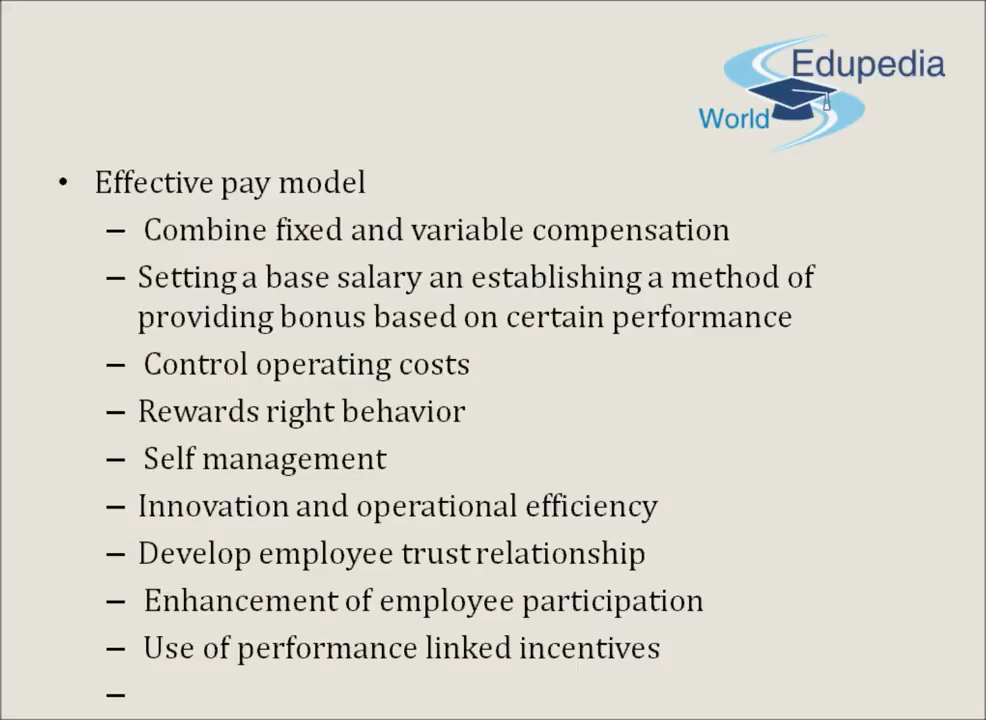 Edupedia
World
• Effective pay model
– Combine fixed and variable compensation
– Setting a base salary an establishing a method of
providing bonus based on certain performance
– Control operating costs
– Rewards right behavior
– Self management
– Innovation and operational efficiency
– Develop employee trust relationship
– Enhancement of employee participation
– Use of performance linked incentives
–